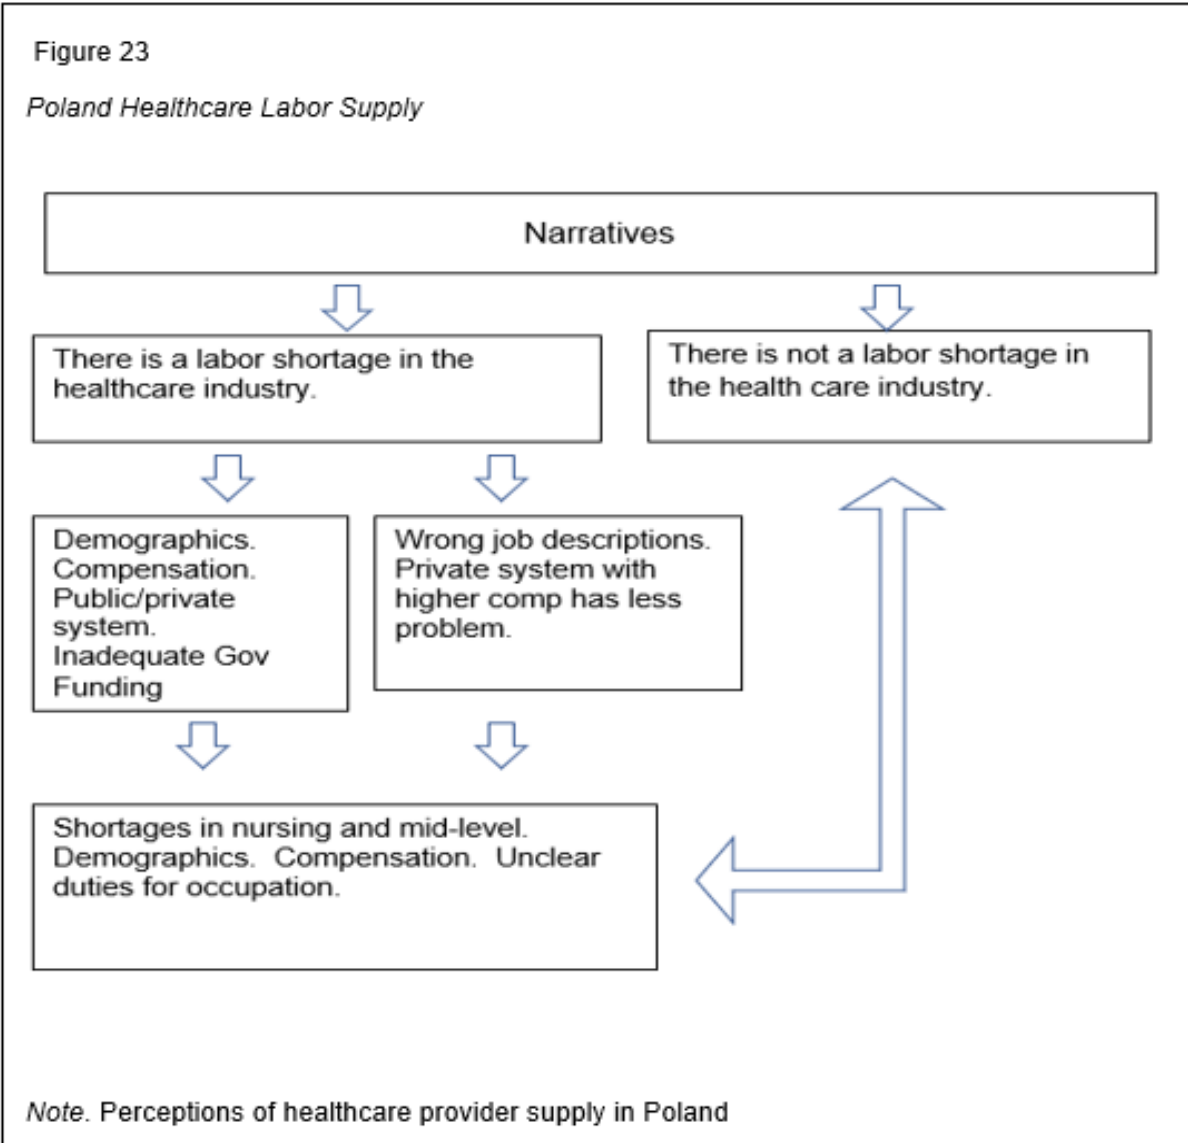 Figure 23
Poland Healthcare Labor Supply
Narratives
There is a labor shortage in the
healthcare industry.
There is not a labor shortage in
the health care industry.
Demographics.
Compensation.
Public/private
system.
Inadequate Gov
Funding
Wrong job descriptions.
Private system with
higher comp has less
problem.
Shortages in nursing and mid-level.
Demographics.  Compensation.  Unclear
duties for occupation.
Note. Perceptions of healthcare provider supply in Poland